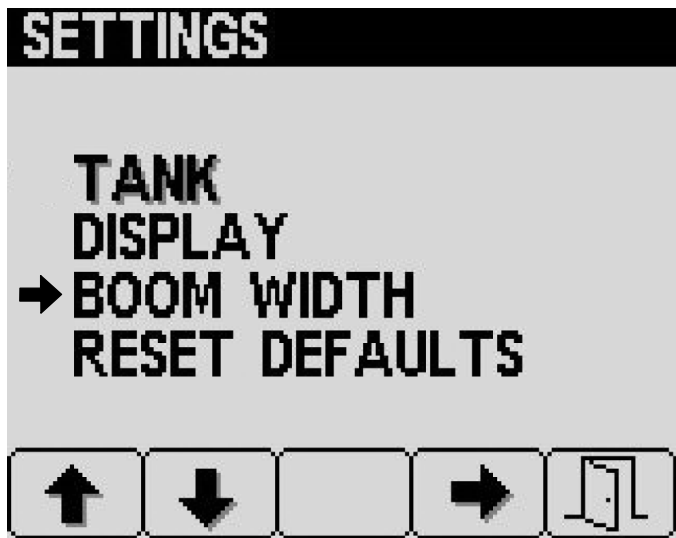 SETTINGS
TANK
DISPLAY
BOOM WIDTH
RESET DEFAULTS